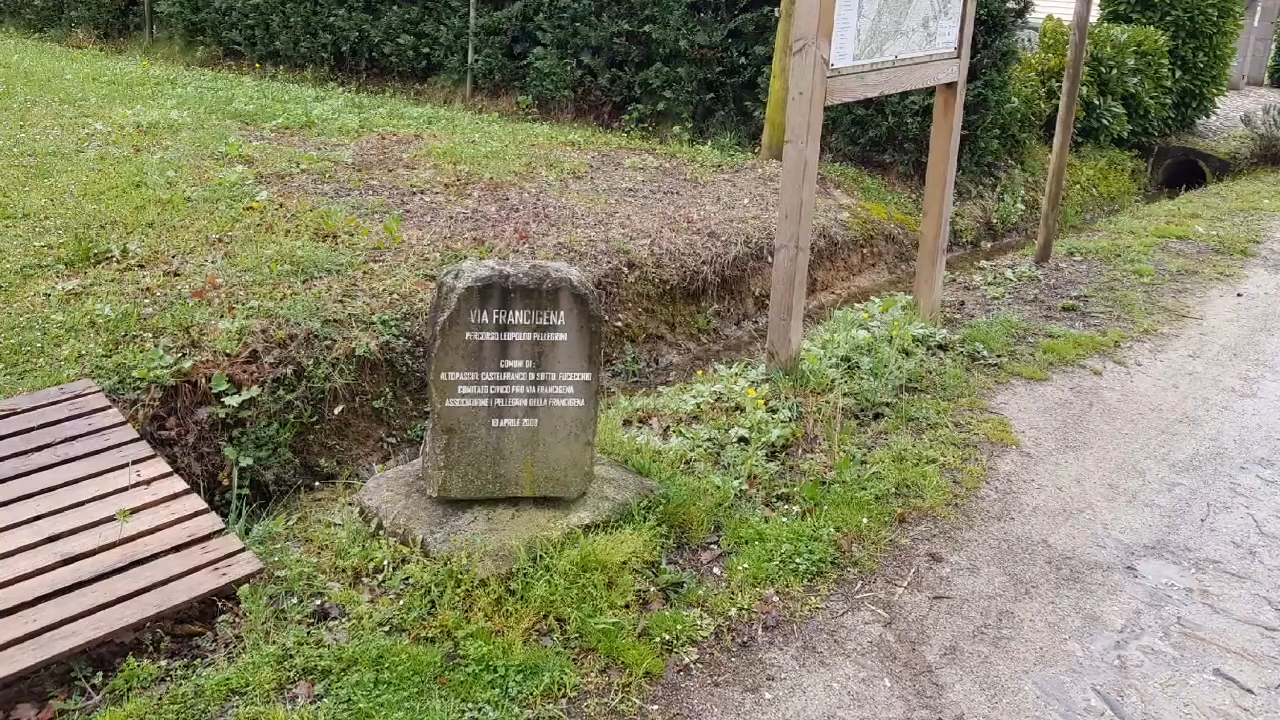 VIA FRANCIGENA
PERCORSO LEOPOLDO PELLEGRINI
COMUNI DI:
ALTOPASCIO, CASTELFRANCO DI SOTTO, FUCECCHIO
COMITATO CIVICO PRO VIA FRANCIGENA
ASSOCIAZIONE I PELLEGRINI DELLA FRANCIGENA
APRILE